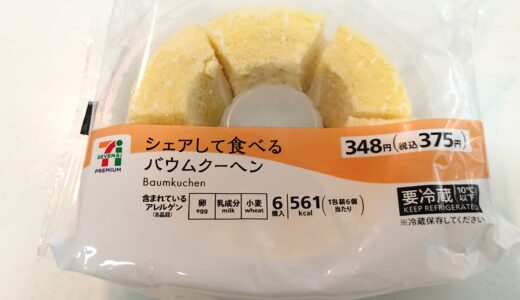 シェアして食べる
バウムクーヘン
Baumkuchen
348円(税込375円)
SEVEN&i
PREMIUM
含まれている
アレルゲン
(8品目)
卵
egg
乳成分
milk
小麦
wheat
6
個入
561
kcal
(1包装6個
当たり)
要冷蔵
10℃
以下
KEEP REFRIGERATED
※冷蔵保存してください